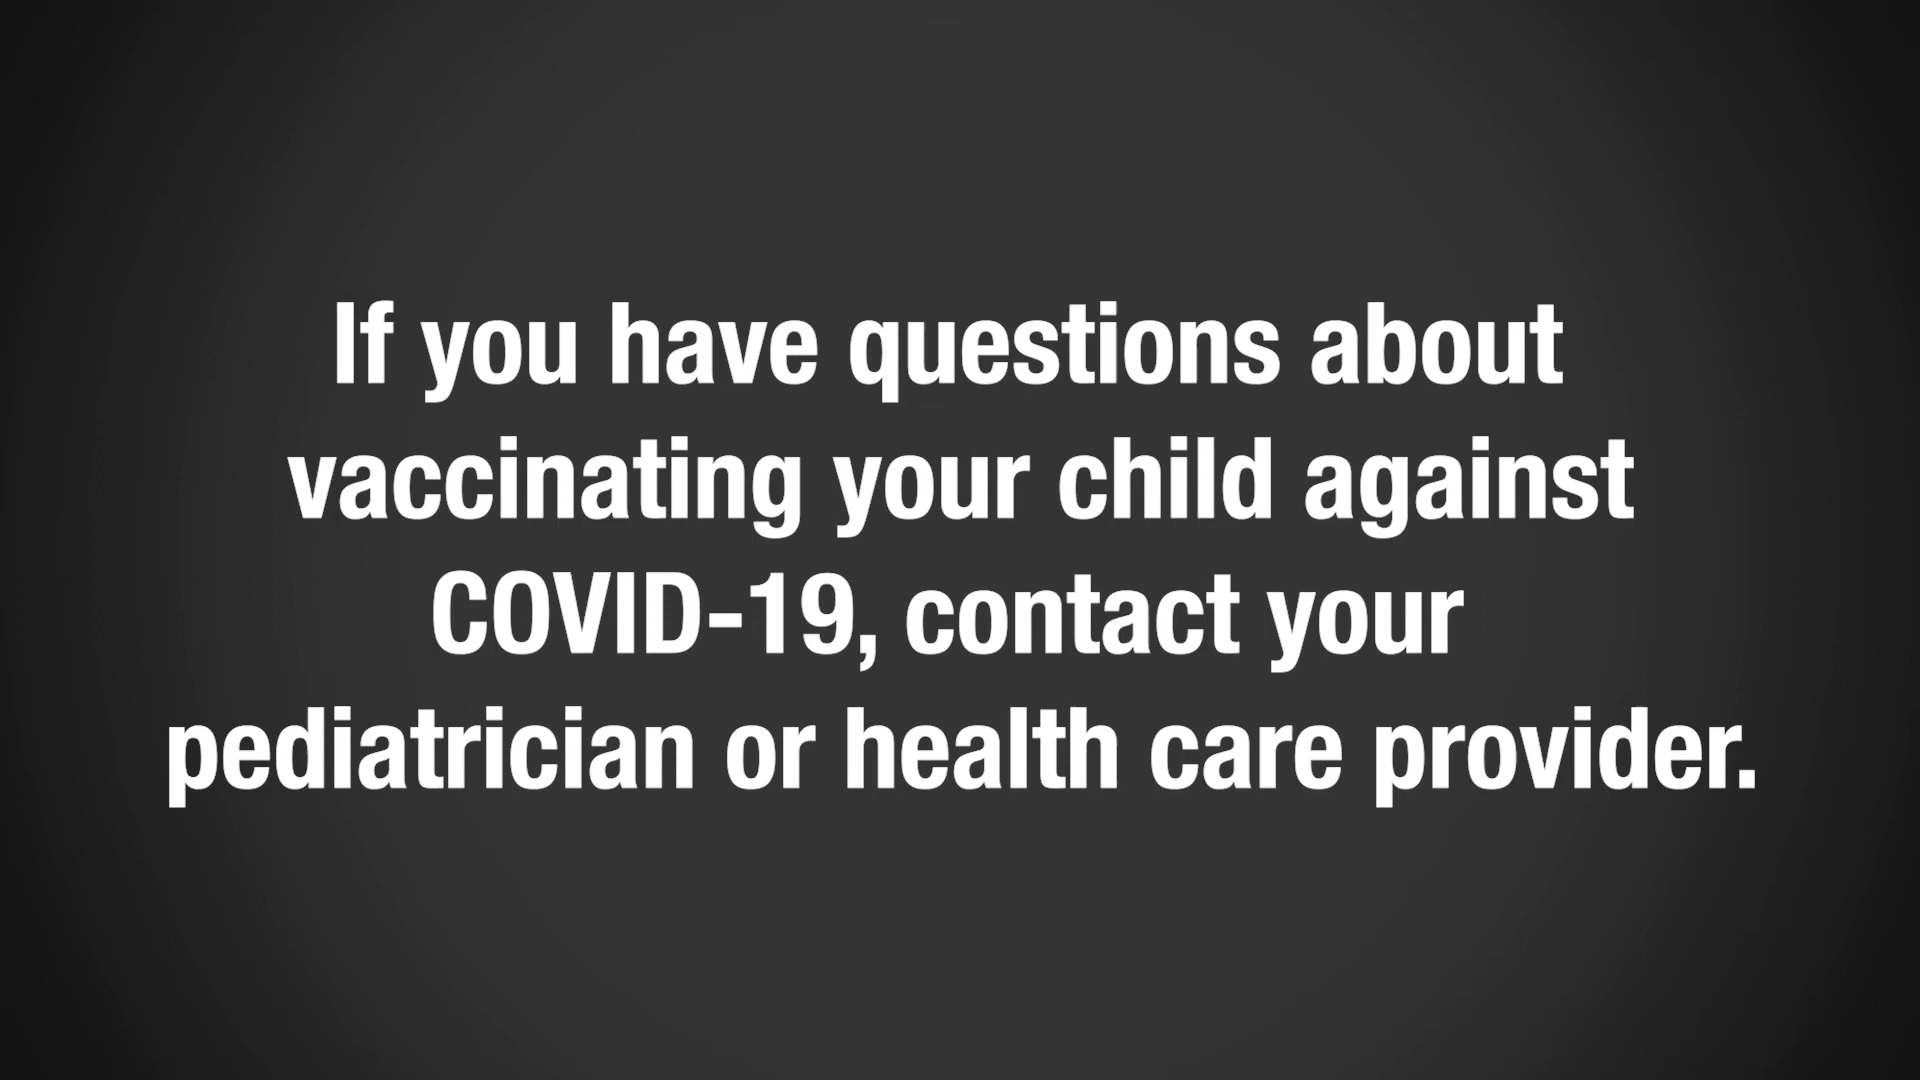 If you have questions about
vaccinating your child against
COVID-19, contact your
pediatrician or health care provider.